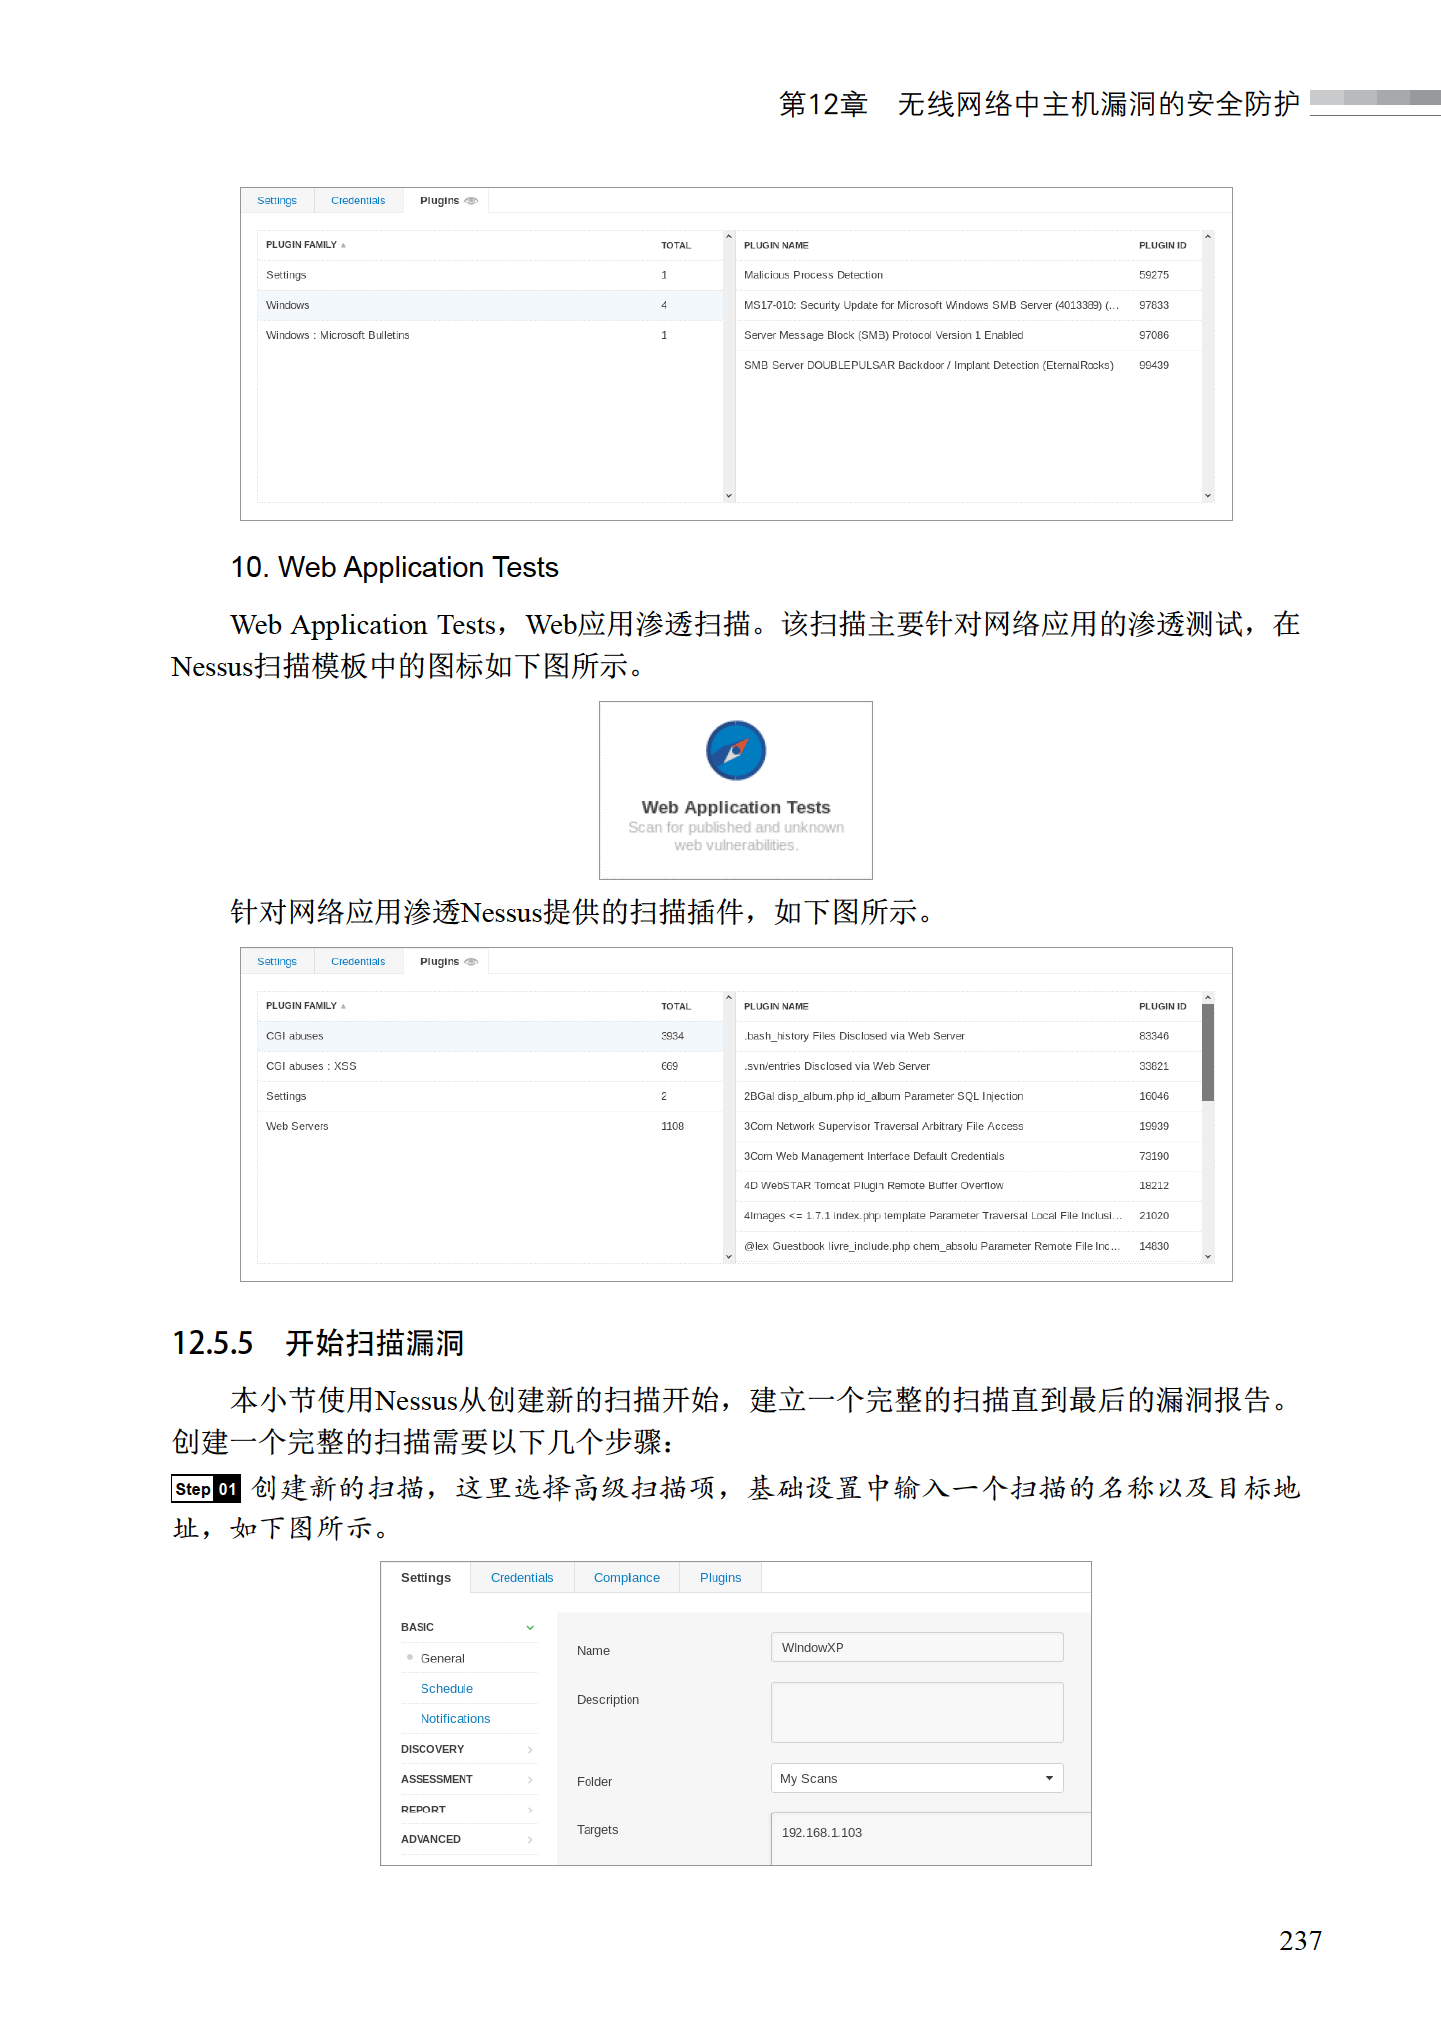 第12章　无线网络中主机漏洞的安全防护
Settings Credentials Plugins
PLUGIN FAMILY TOTAL PLUGIN NAME PLUGIN ID
Settings 1 Malicious Process Detection 59275
Windows 4 MS17-010: Security Update for Microsoft Windows SMB Server (4013389) (... 97833
Windows : Microsoft Bulletins 1 Server Message Block (SMB) Protocol Version 1 Enabled 97086
SMB Server DOUBLEPULSAR Backdoor / Implant Detection (EternalRocks) 99439
10. Web Application Tests
Web Application Tests，Web应用渗透扫描。该扫描主要针对网络应用的渗透测试，在
Nessus扫描模板中的图标如下图所示。
Web Application Tests
Scan for published and unknown
web vulnerabilities.
针对网络应用渗透Nessus提供的扫描插件，如下图所示。
Settings Credentials Plugins
PLUGIN FAMILY TOTAL PLUGIN NAME PLUGIN ID
CGI abuses 3934 .bash_history Files Disclosed via Web Server 83346
CGI abuses : XSS 669 .svn/entries Disclosed via Web Server 33821
Settings 2 2BGal disp_album.php id_album Parameter SQL Injection 16046
Web Servers 1108 3Com Network Supervisor Traversal Arbitrary File Access 19939
3Com Web Management Interface Default Credentials 73190
4D WebSTAR Tomcat Plugin Remote Buffer Overflow 18212
4Images <= 1.7.1 index.php template Parameter Traversal Local File Inclusi... 21020
@lex Guestbook livre_include.php chem_absolu Parameter Remote File Inc... 14830
12.5.5　开始扫描漏洞
本小节使用Nessus从创建新的扫描开始，建立一个完整的扫描直到最后的漏洞报告。
创建一个完整的扫描需要以下几个步骤：
Step 01 创建新的扫描，这里选择高级扫描项，基础设置中输入一个扫描的名称以及目标地
址，如下图所示。
Settings Credentials Compliance Plugins
BASIC
General
Schedule
Notifications
DISCOVERY
ASSESSMENT
REPORT
ADVANCED
Name WIndowXP
Description
Folder My Scans
Targets 192.168.1.103
237